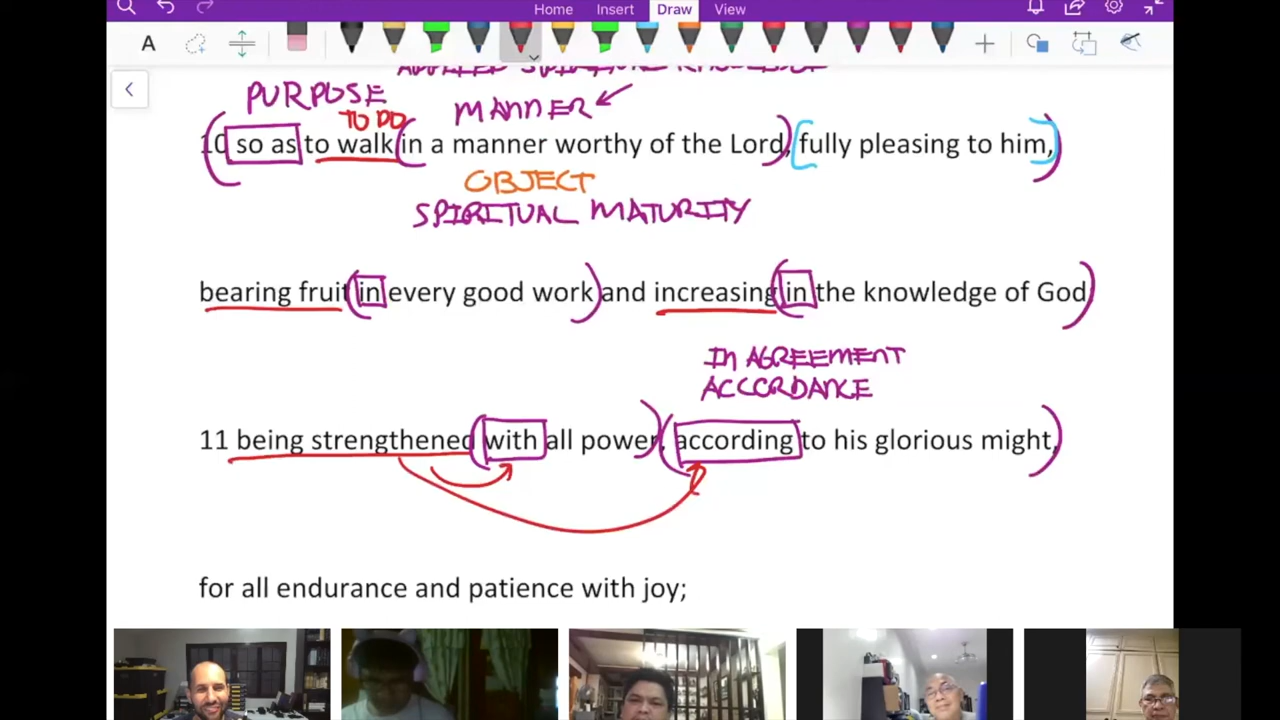 Home Insert Draw View
A
APPLIED SPIRITUAL KNOWLEDGE
PURPOSE
MANNER
TO DO
10 so as to walk in a manner worthy of the Lord, fully pleasing to him,
OBJECT
SPIRITUAL MATURITY
bearing fruit in every good work and increasing in the knowledge of God,
IN AGREEMENT
ACCORDANCE
11 being strengthened with all power, according to his glorious might,
for all endurance and patience with joy;